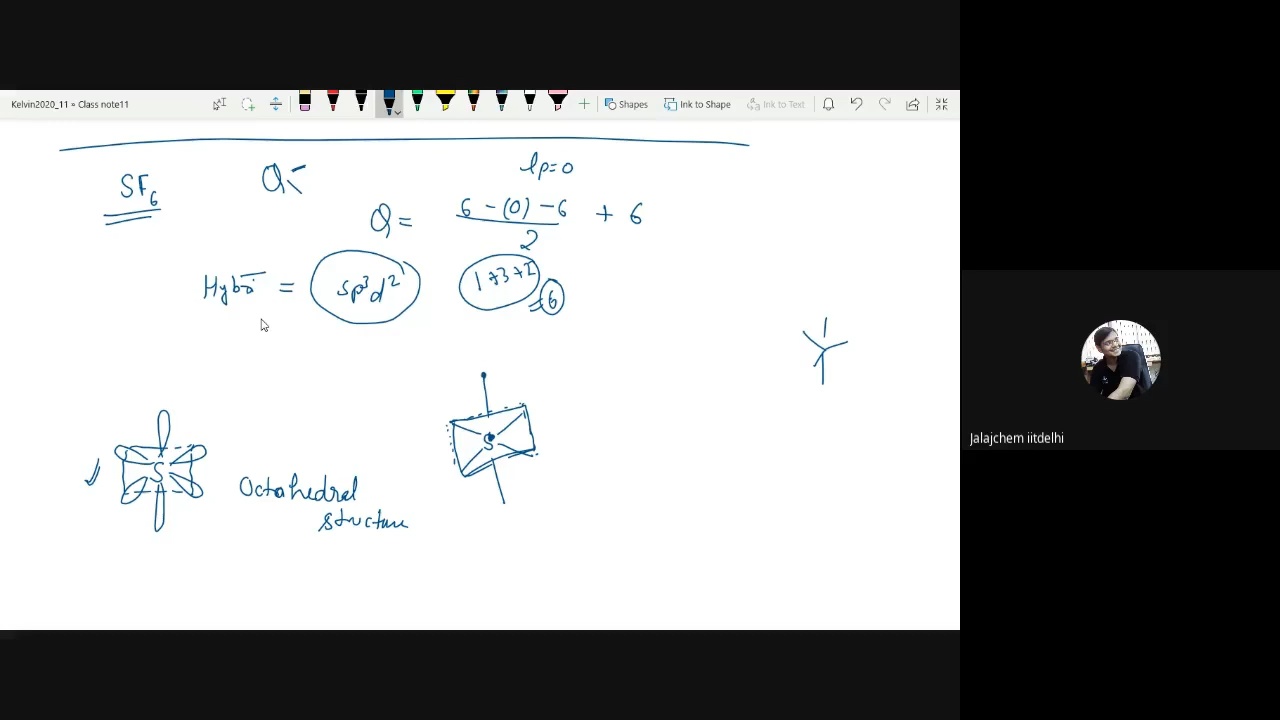 Kelvin2020_11 » Class note11
Shapes
Ink to Shape
Ink to Text
SF6
lp=0
Q = 6 - (0) - 6 / 2 + 6
= sp³d²
1+3+2
= 6
S
S
Octahedral
structure
Jalajchem iitdelhi